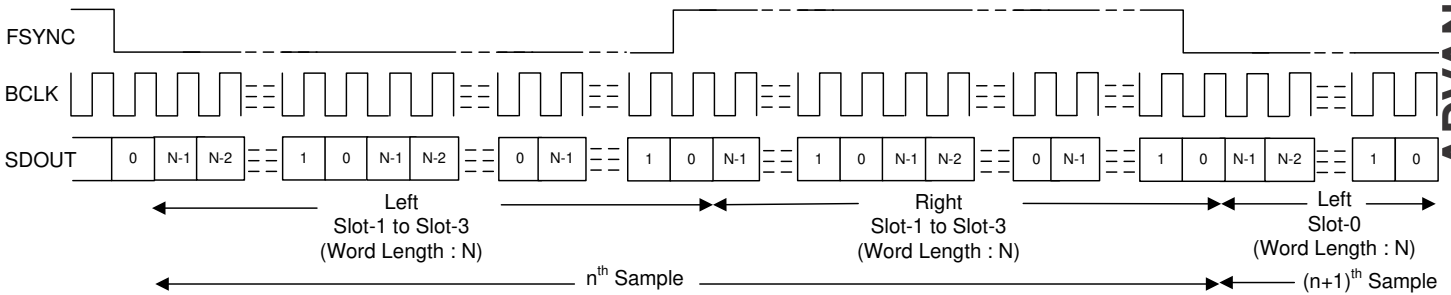 FSYNC
BCLK
SDOUT 0 N-1 N-2 1 0 N-1 N-2 0 N-1 1 0 N-1 1 0 N-1 N-2 0 N-1 1 0 N-1 N-2 1 0
Left Right Left
Slot-1 to Slot-3 Slot-1 to Slot-3 Slot-0
(Word Length : N) (Word Length : N) (Word Length : N)
nth Sample (n+1)th Sample